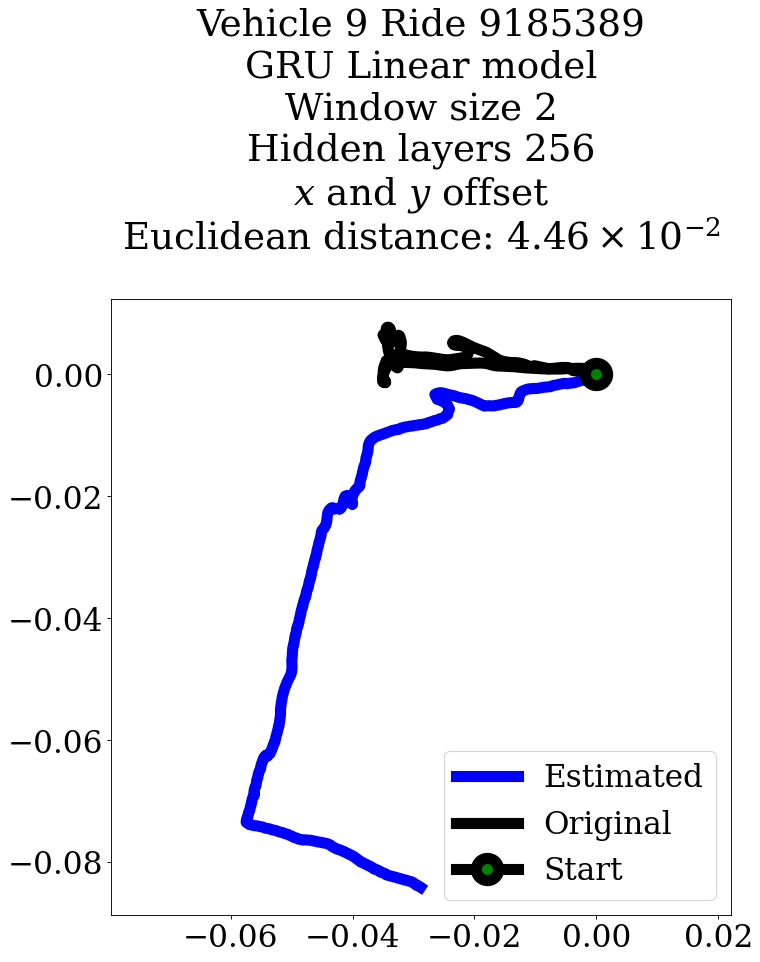 Vehicle 9 Ride 9185389
GRU Linear model
Window size 2
Hidden layers 256
x and y offset
Euclidean distance: 4.46 × 10⁻²
0.00
−0.02
−0.04
−0.06
−0.08
Estimated
Original
Start
−0.06 −0.04 −0.02 0.00 0.02